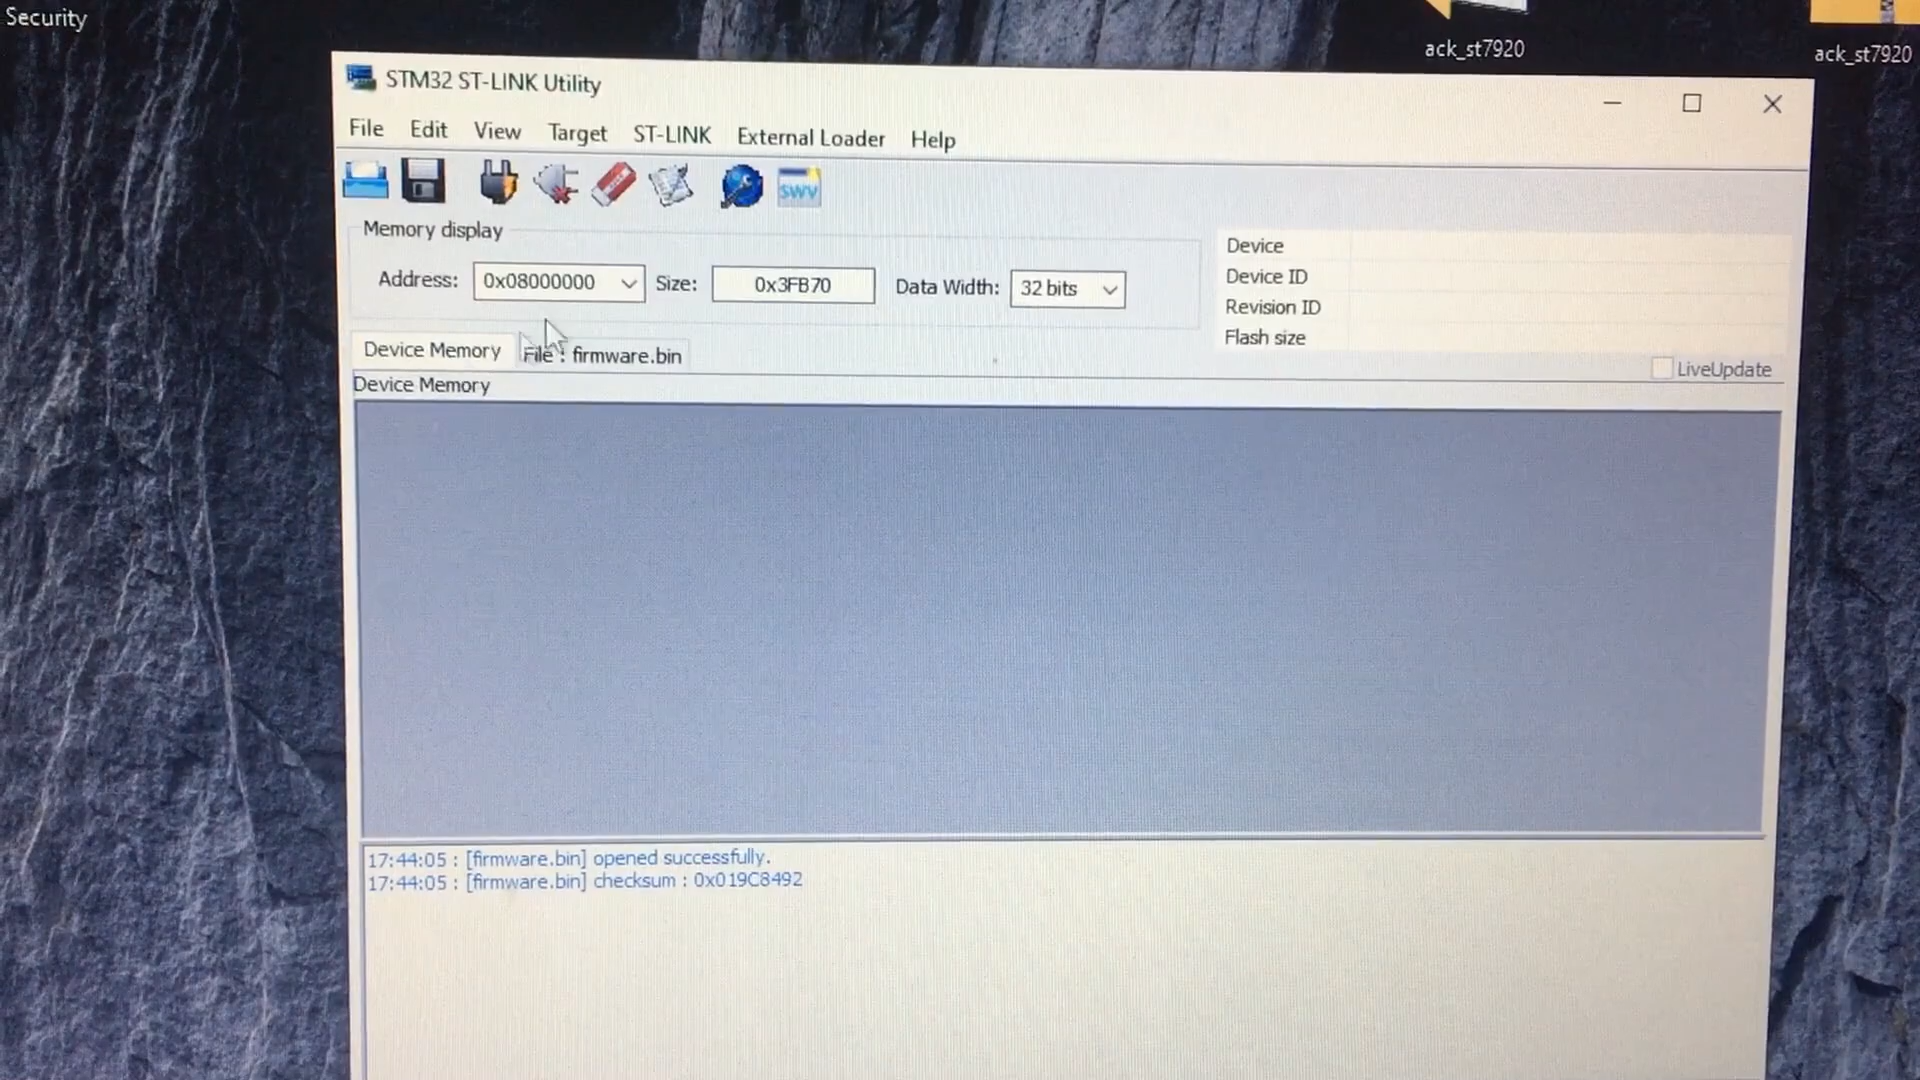 Security
ack_st7920
ack_st7920
STM32 ST-LINK Utility
File Edit View Target ST-LINK External Loader Help
SWV
Memory display
Address: 0x08000000 Size: 0x3FB70 Data Width: 32 bits
Device
Device ID
Revision ID
Flash size
LiveUpdate
Device Memory File : firmware.bin
Device Memory
17:44:05 : [firmware.bin] opened successfully.
17:44:05 : [firmware.bin] checksum : 0x019C8492